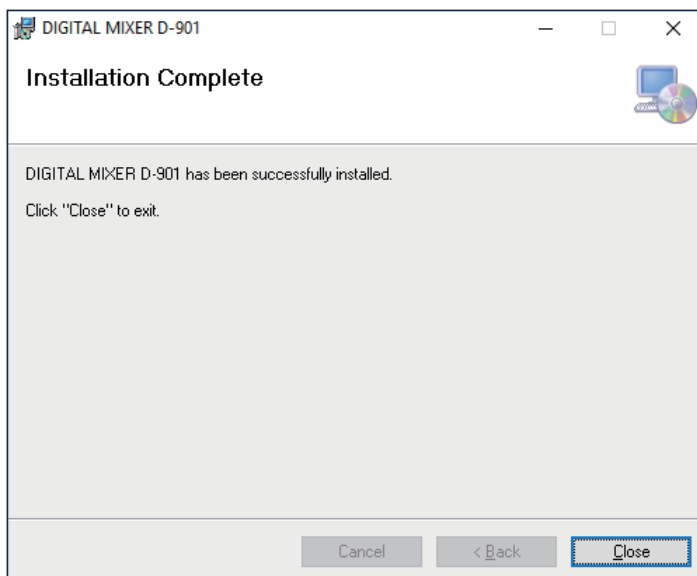 DIGITAL MIXER D-901
Installation Complete
DIGITAL MIXER D-901 has been successfully installed.
Click "Close" to exit.
Cancel
< Back
Close